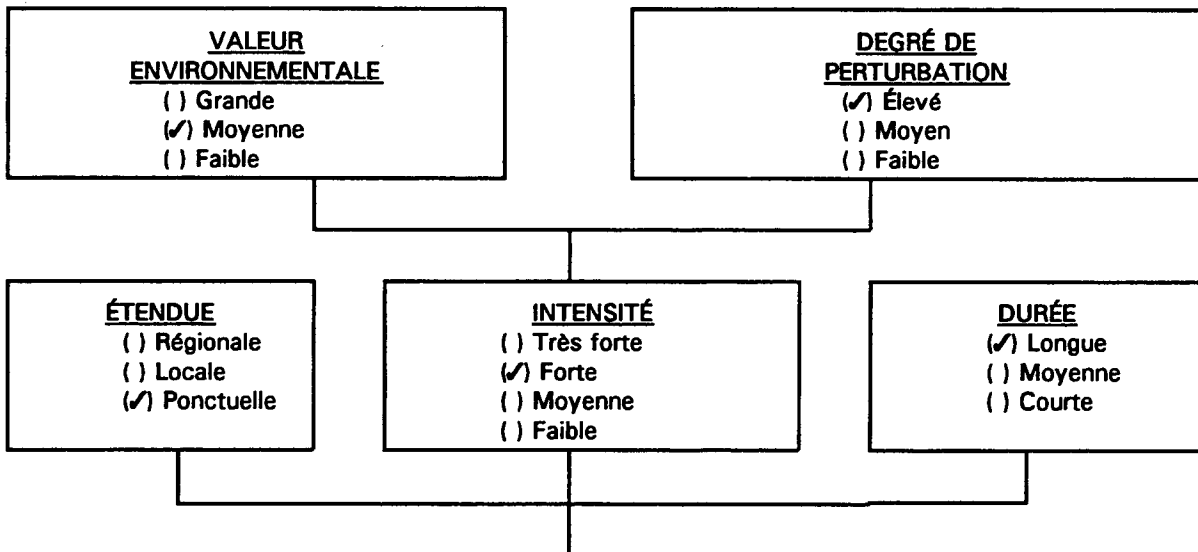 VALEUR
ENVIRONNEMENTALE
( ) Grande
(✓) Moyenne
( ) Faible
DEGRÉ DE
PERTURBATION
(✓) Élevé
( ) Moyen
( ) Faible
ÉTENDUE
( ) Régionale
( ) Locale
(✓) Ponctuelle
INTENSITÉ
( ) Très forte
(✓) Forte
( ) Moyenne
( ) Faible
DURÉE
(✓) Longue
( ) Moyenne
( ) Courte